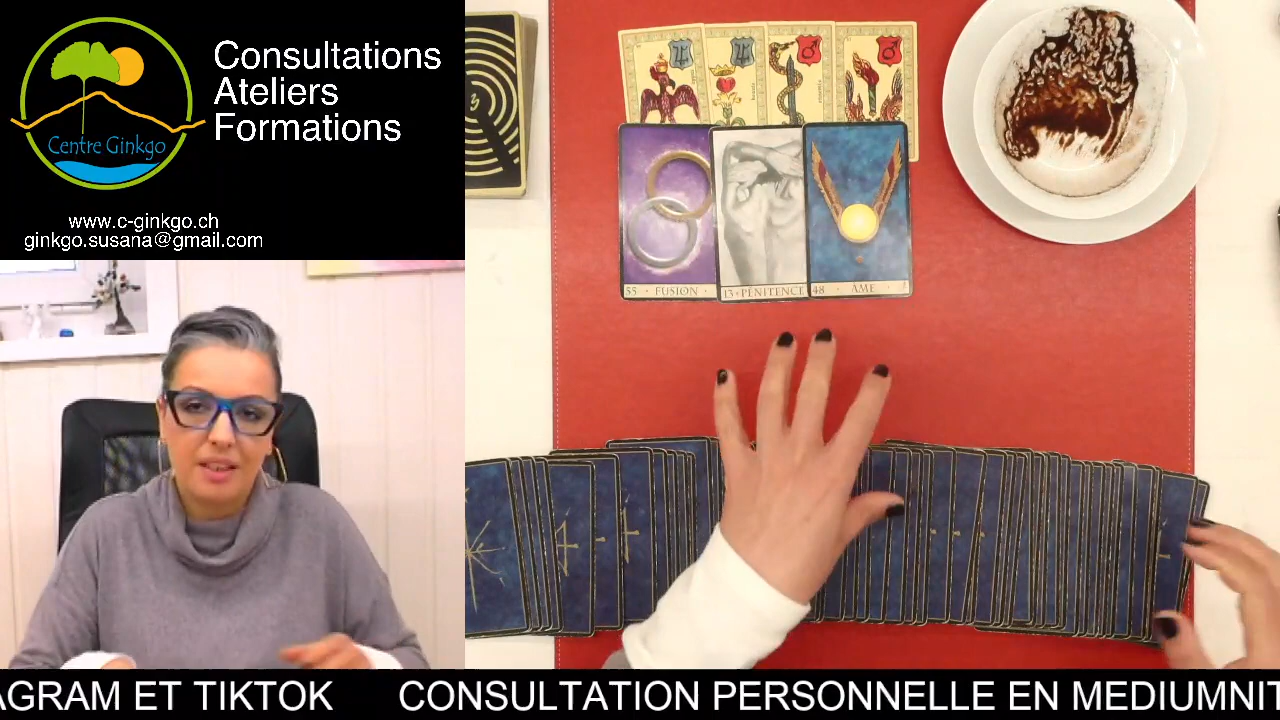 Consultations
Ateliers
Formations
Centre Ginkgo
www.c-ginkgo.ch
ginkgo.susana@gmail.com
55 · FUSION ·
13 · PÉNITENCE
48 · ÂME ·
AGRAM ET TIKTOK CONSULTATION PERSONNELLE EN MEDIUMNIT